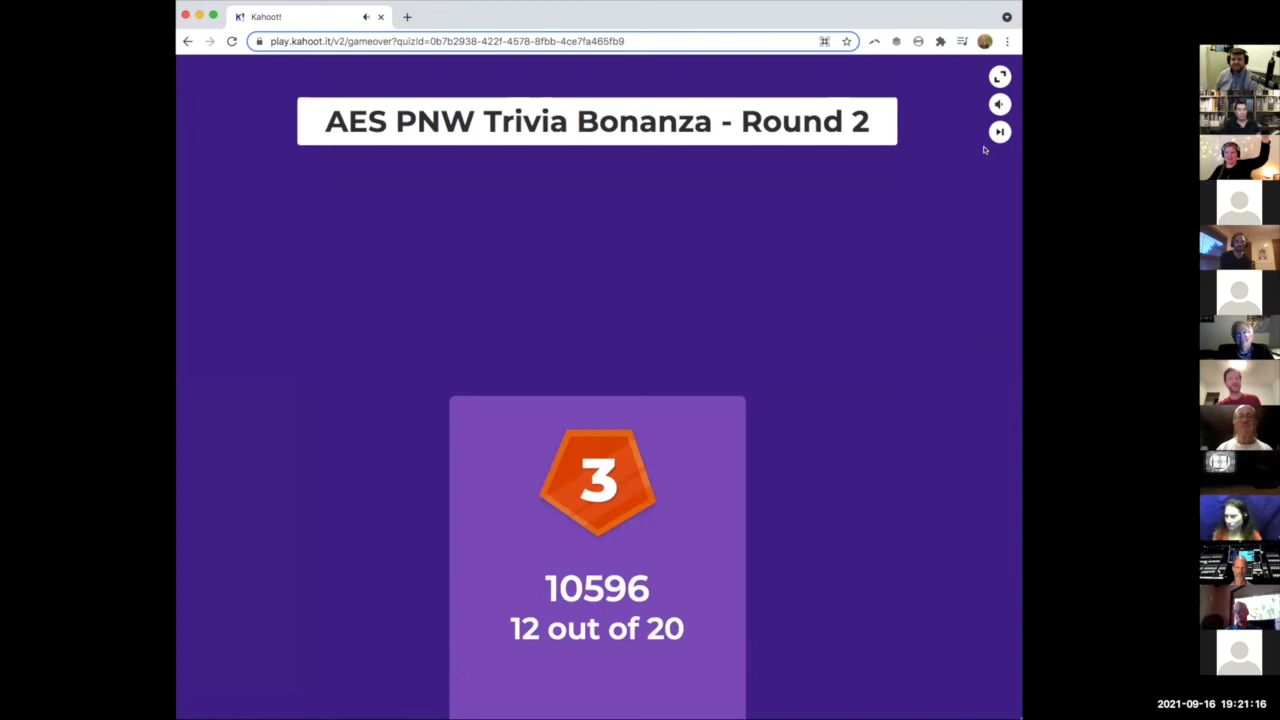 Kahoot!
play.kahoot.it/v2/gameover?quizId=0b7b2938-422f-4578-8fbb-4ce7fa465fb9
AES PNW Trivia Bonanza - Round 2
3
10596
12 out of 20
2021-09-16 19:21:16